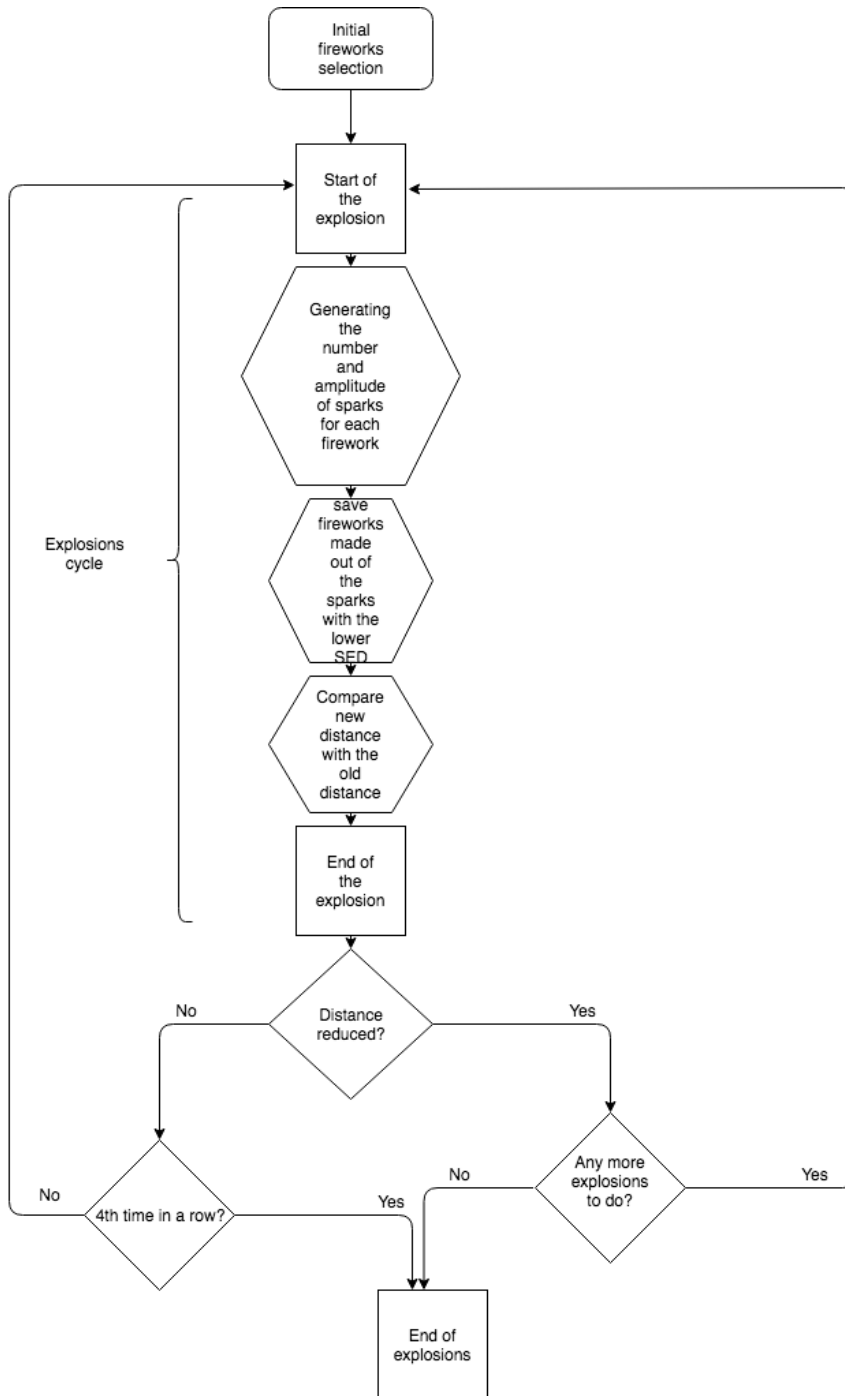 Initial
fireworks
selection
Start of
the
explosion
Generating
the
number
and
amplitude
of sparks
for each
firework
save
fireworks
made
out of
the
sparks
with the
lower
SED
Explosions
cycle
Compare
new
distance
with the
old
distance
End of
the
explosion
Distance
reduced?
No
Yes
4th time in a row?
No
Yes
Any more
explosions
to do?
No
Yes
End of
explosions